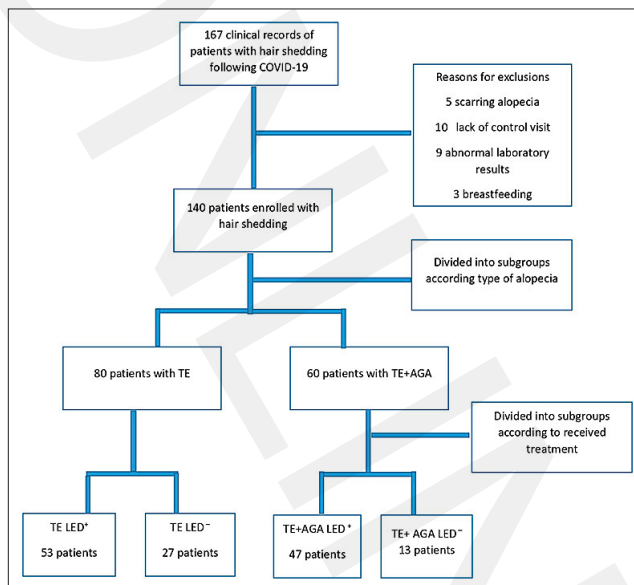 167 clinical records of
patients with hair shedding
following COVID-19
Reasons for exclusions
5 scarring alopecia
10 lack of control visit
9 abnormal laboratory
results
3 breastfeeding
140 patients enrolled with
hair shedding
Divided into subgroups
according type of alopecia
80 patients with TE
60 patients with TE+AGA
Divided into subgroups
according to received
treatment
TE LED⁺
53 patients
TE LED⁻
27 patients
TE+AGA LED⁺
47 patients
TE+ AGA LED⁻
13 patients